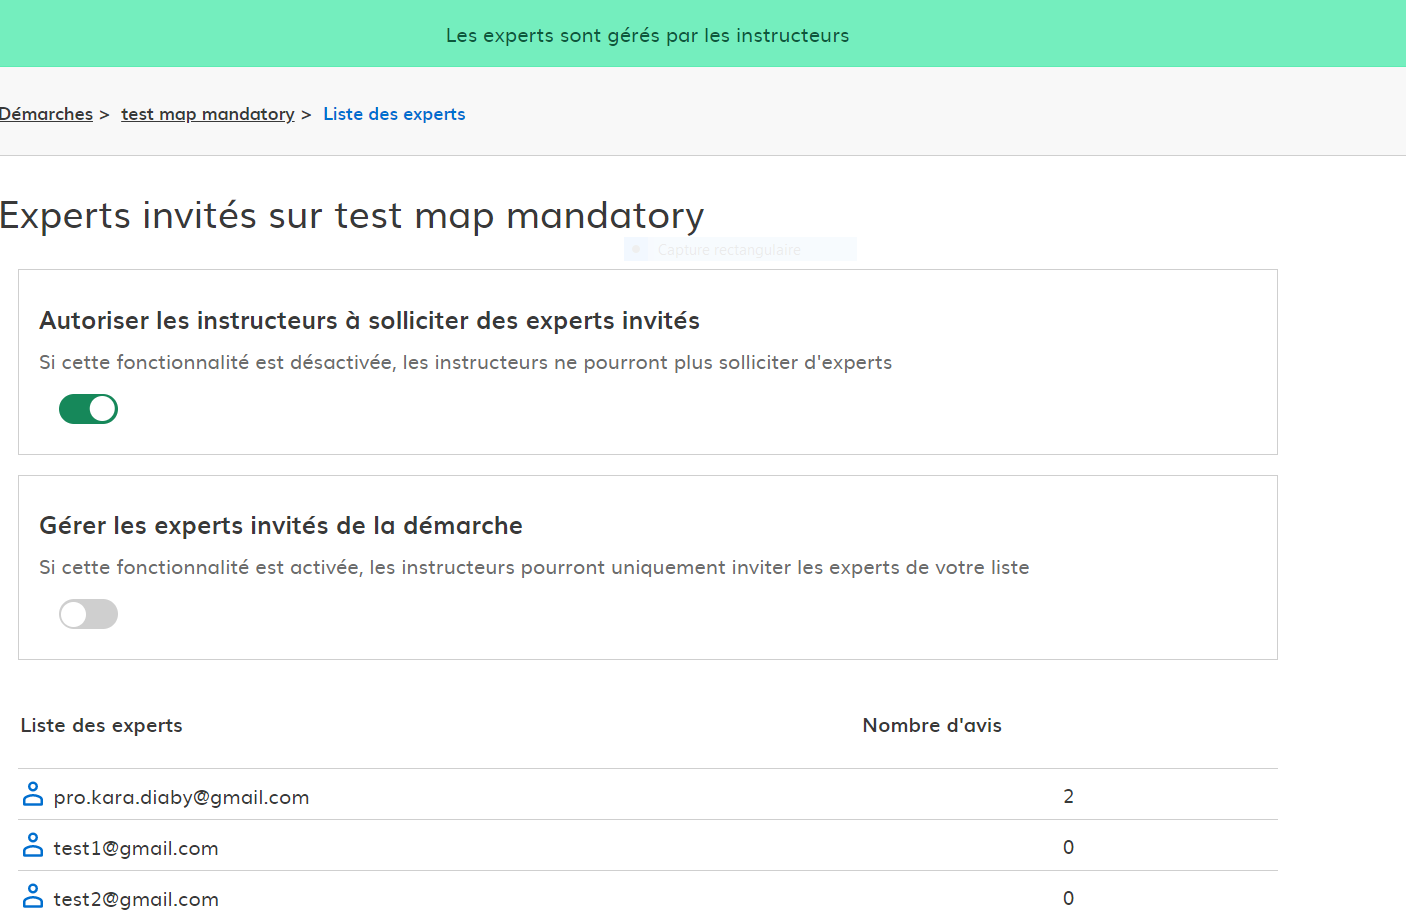 Les experts sont gérés par les instructeurs
Démarches > test map mandatory > Liste des experts
Experts invités sur test map mandatory
Capture rectangulaire
Autoriser les instructeurs à solliciter des experts invités
Si cette fonctionnalité est désactivée, les instructeurs ne pourront plus solliciter d'experts
Gérer les experts invités de la démarche
Si cette fonctionnalité est activée, les instructeurs pourront uniquement inviter les experts de votre liste
Liste des experts Nombre d'avis
pro.kara.diaby@gmail.com 2
test1@gmail.com 0
test2@gmail.com 0